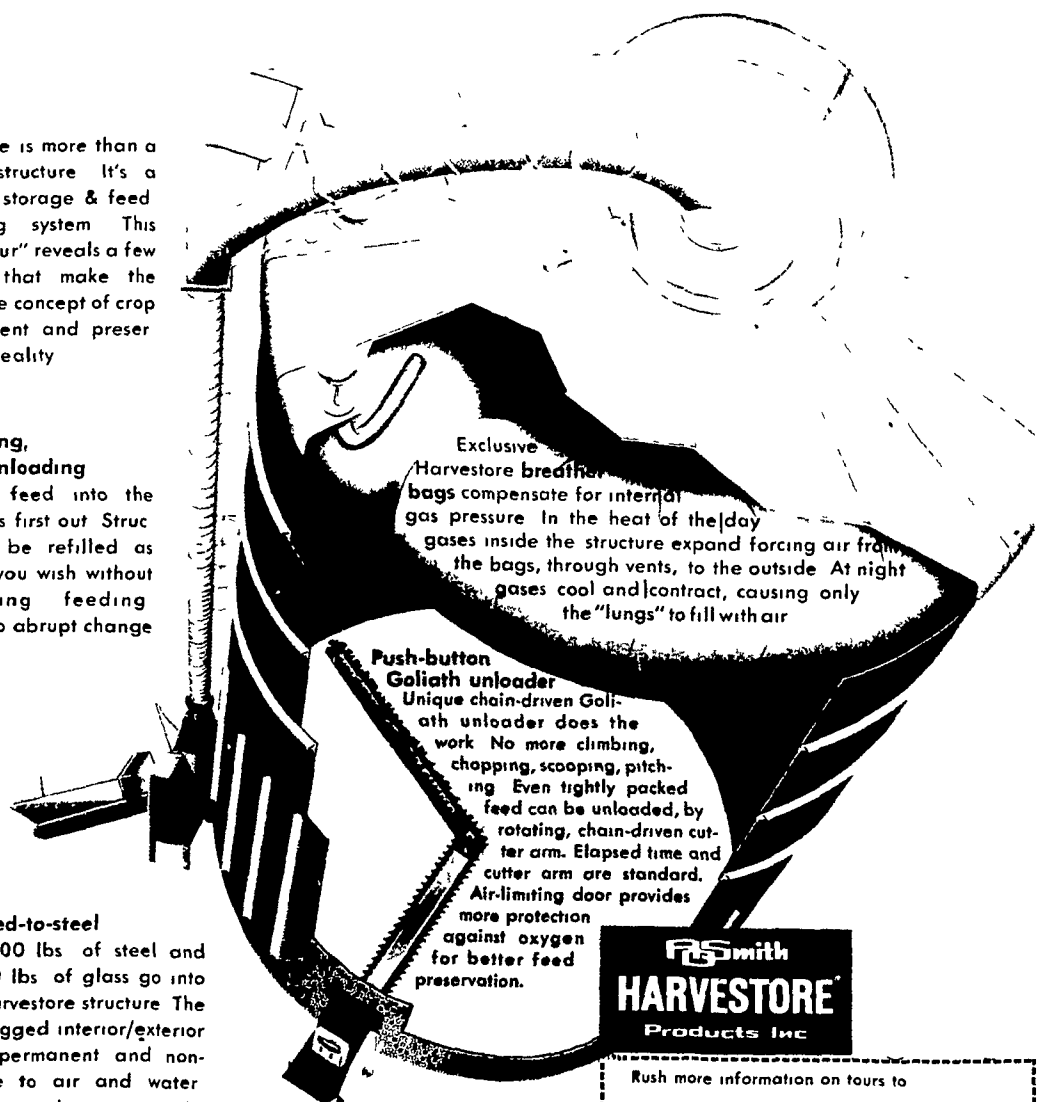 e is more than a
structure It's a
storage & feed
g system This
ur" reveals a few
that make the
e concept of crop
ent and preser
eality
ng,
nloading
feed into the
s first out Struc
be refilled as
you wish without
ing feeding
o abrupt change
Exclusive
Harvestore breather
bags compensate for internal
gas pressure In the heat of the day
gases inside the structure expand forcing air from
the bags, through vents, to the outside At night
gases cool and contract, causing only
the "lungs" to fill with air
Push-button
Goliath unloader
Unique chain-driven Goli-
ath unloader does the
work No more climbing,
chopping, scooping, pitch-
ing Even tightly packed
feed can be unloaded, by
rotating, chain-driven cut-
ter arm. Elapsed time and
cutter arm are standard.
Air-limiting door provides
more protection
against oxygen
for better feed
preservation.
ed-to-steel
00 lbs of steel and
lbs of glass go into
arvestore structure The
gged interior/exterior
permanent and non-
e to air and water
AOSmith
HARVESTORE
Products Inc
Rush more information on tours to